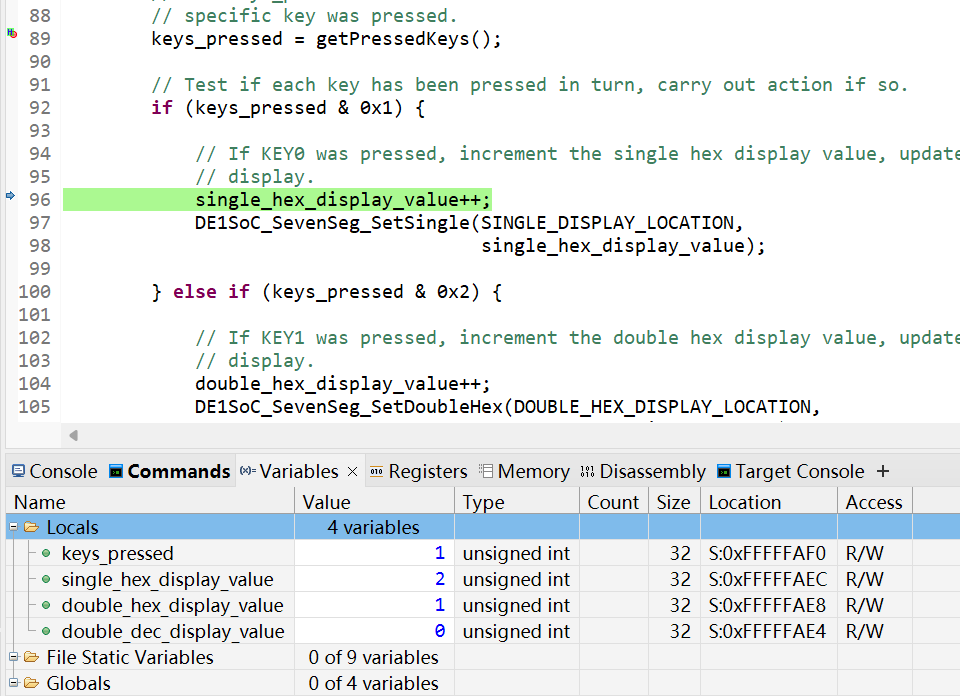 88 // specific key was pressed.
89 keys_pressed = getPressedKeys();
90
91 // Test if each key has been pressed in turn, carry out action if so.
92 if (keys_pressed & 0x1) {
93
94 // If KEY0 was pressed, increment the single hex display value, update
95 // display.
96 single_hex_display_value++;
97 DE1SoC_SevenSeg_SetSingle(SINGLE_DISPLAY_LOCATION,
98 single_hex_display_value);
99
100 } else if (keys_pressed & 0x2) {
101
102 // If KEY1 was pressed, increment the double hex display value, update
103 // display.
104 double_hex_display_value++;
105 DE1SoC_SevenSeg_SetDoubleHex(DOUBLE_HEX_DISPLAY_LOCATION,
Console Commands (x)= Variables Registers Memory Disassembly Target Console +
Name Value Type Count Size Location Access
Locals 4 variables
keys_pressed 1 unsigned int 32 S:0xFFFFFAF0 R/W
single_hex_display_value 2 unsigned int 32 S:0xFFFFFAEC R/W
double_hex_display_value 1 unsigned int 32 S:0xFFFFFAE8 R/W
double_dec_display_value 0 unsigned int 32 S:0xFFFFFAE4 R/W
File Static Variables 0 of 9 variables
Globals 0 of 4 variables